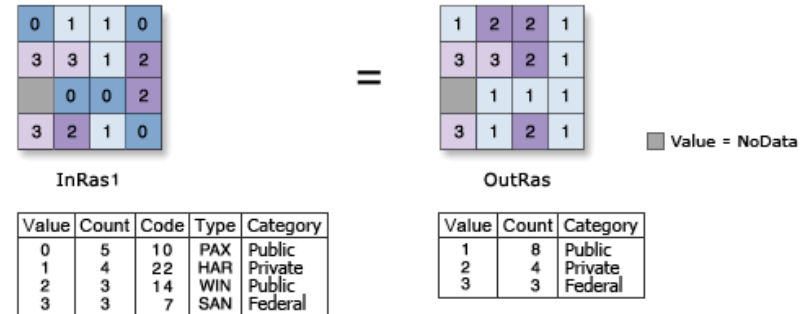 0 1 1 0
3 3 1 2
0 0 2
3 2 1 0
InRas1
=
1 2 2 1
3 3 2 1
1 1 1
3 1 2 1
OutRas
Value = NoData
Value Count Code Type Category
0 5 10 PAX Public
1 4 22 HAR Private
2 3 14 WIN Public
3 3 7 SAN Federal
Value Count Category
1 8 Public
2 4 Private
3 3 Federal